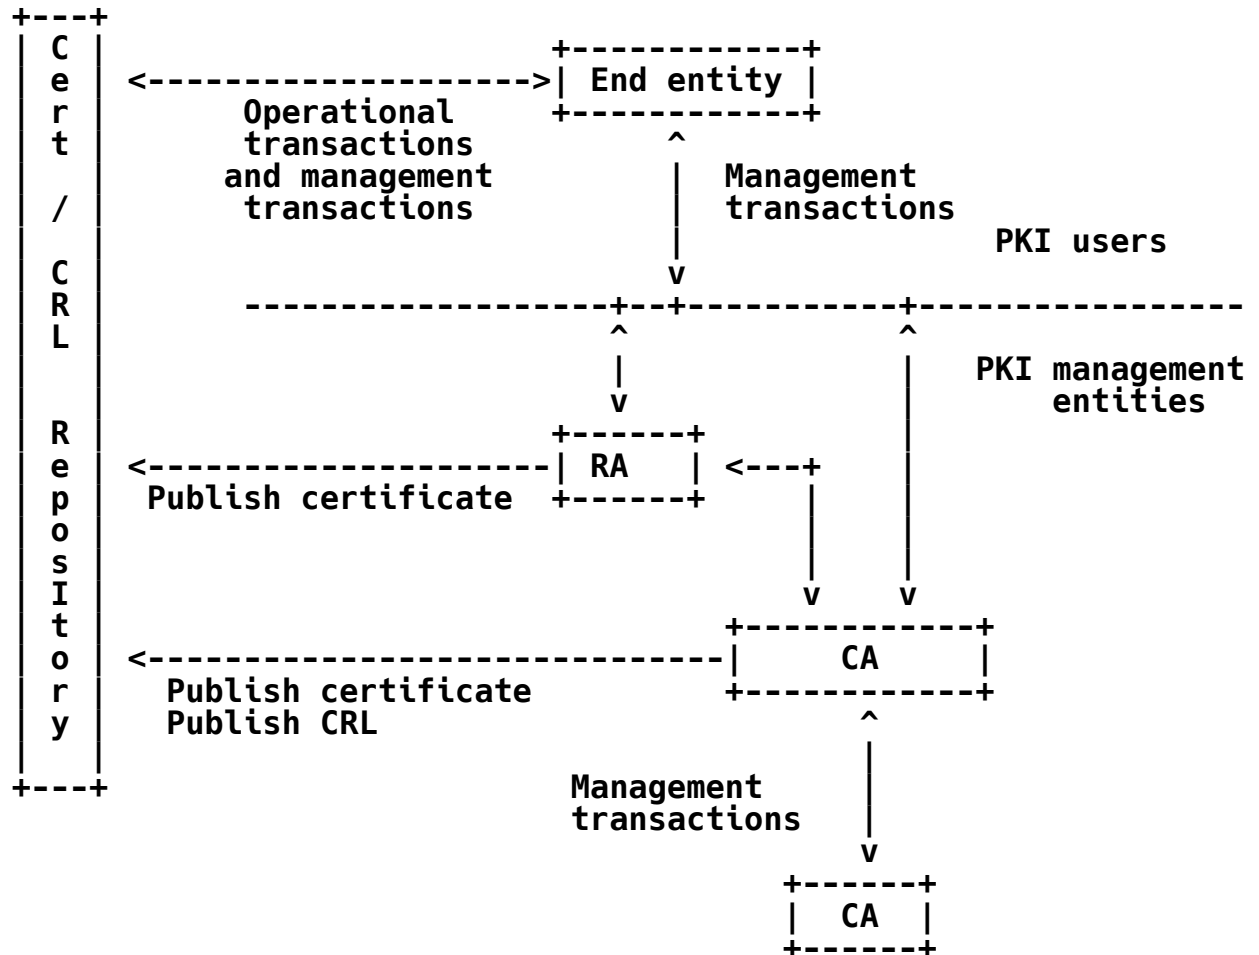 Cert / CRL ReposItory
End entity
Operational
transactions
and management
transactions
Management
transactions
PKI users
PKI management
entities
RA
Publish certificate
CA
Publish certificate
Publish CRL
Management
transactions
CA